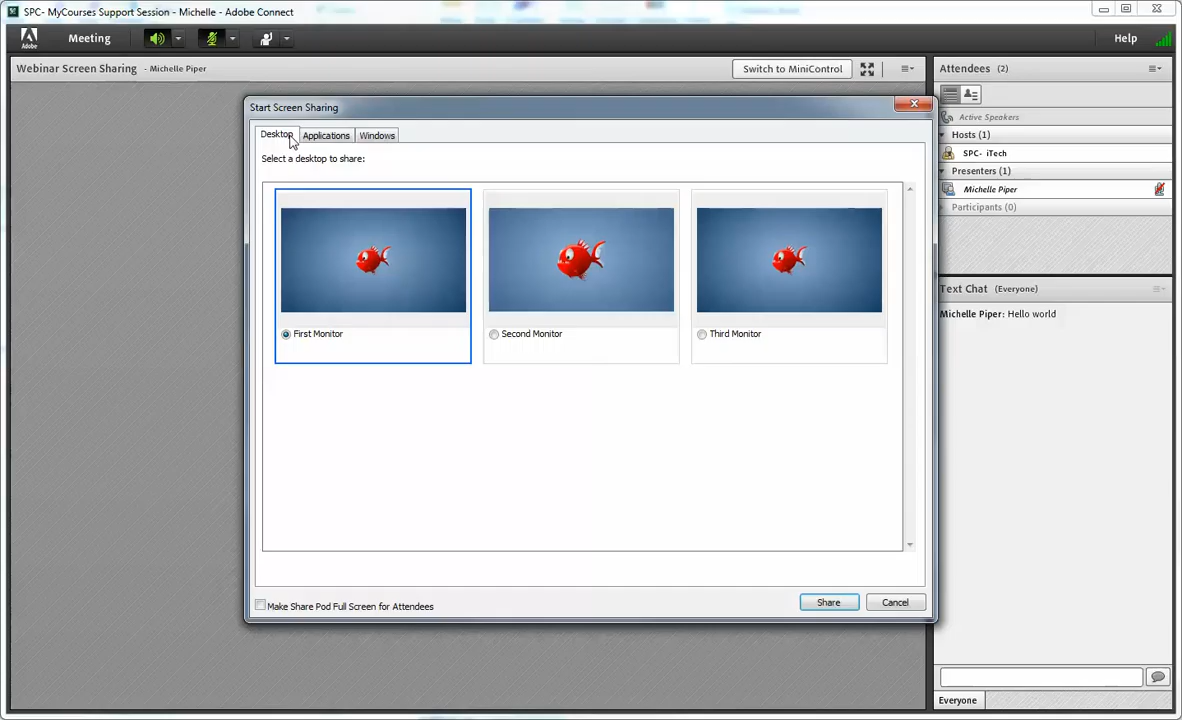 SPC- MyCourses Support Session - Michelle - Adobe Connect
Adobe
Meeting
Help
Webinar Screen Sharing - Michelle Piper
Switch to MiniControl
Start Screen Sharing
Desktop
Applications
Windows
Select a desktop to share:
First Monitor
Second Monitor
Third Monitor
Make Share Pod Full Screen for Attendees
Share
Cancel
Attendees (2)
Active Speakers
Hosts (1)
SPC- iTech
Presenters (1)
Michelle Piper
Participants (0)
Text Chat (Everyone)
Michelle Piper: Hello world
Everyone